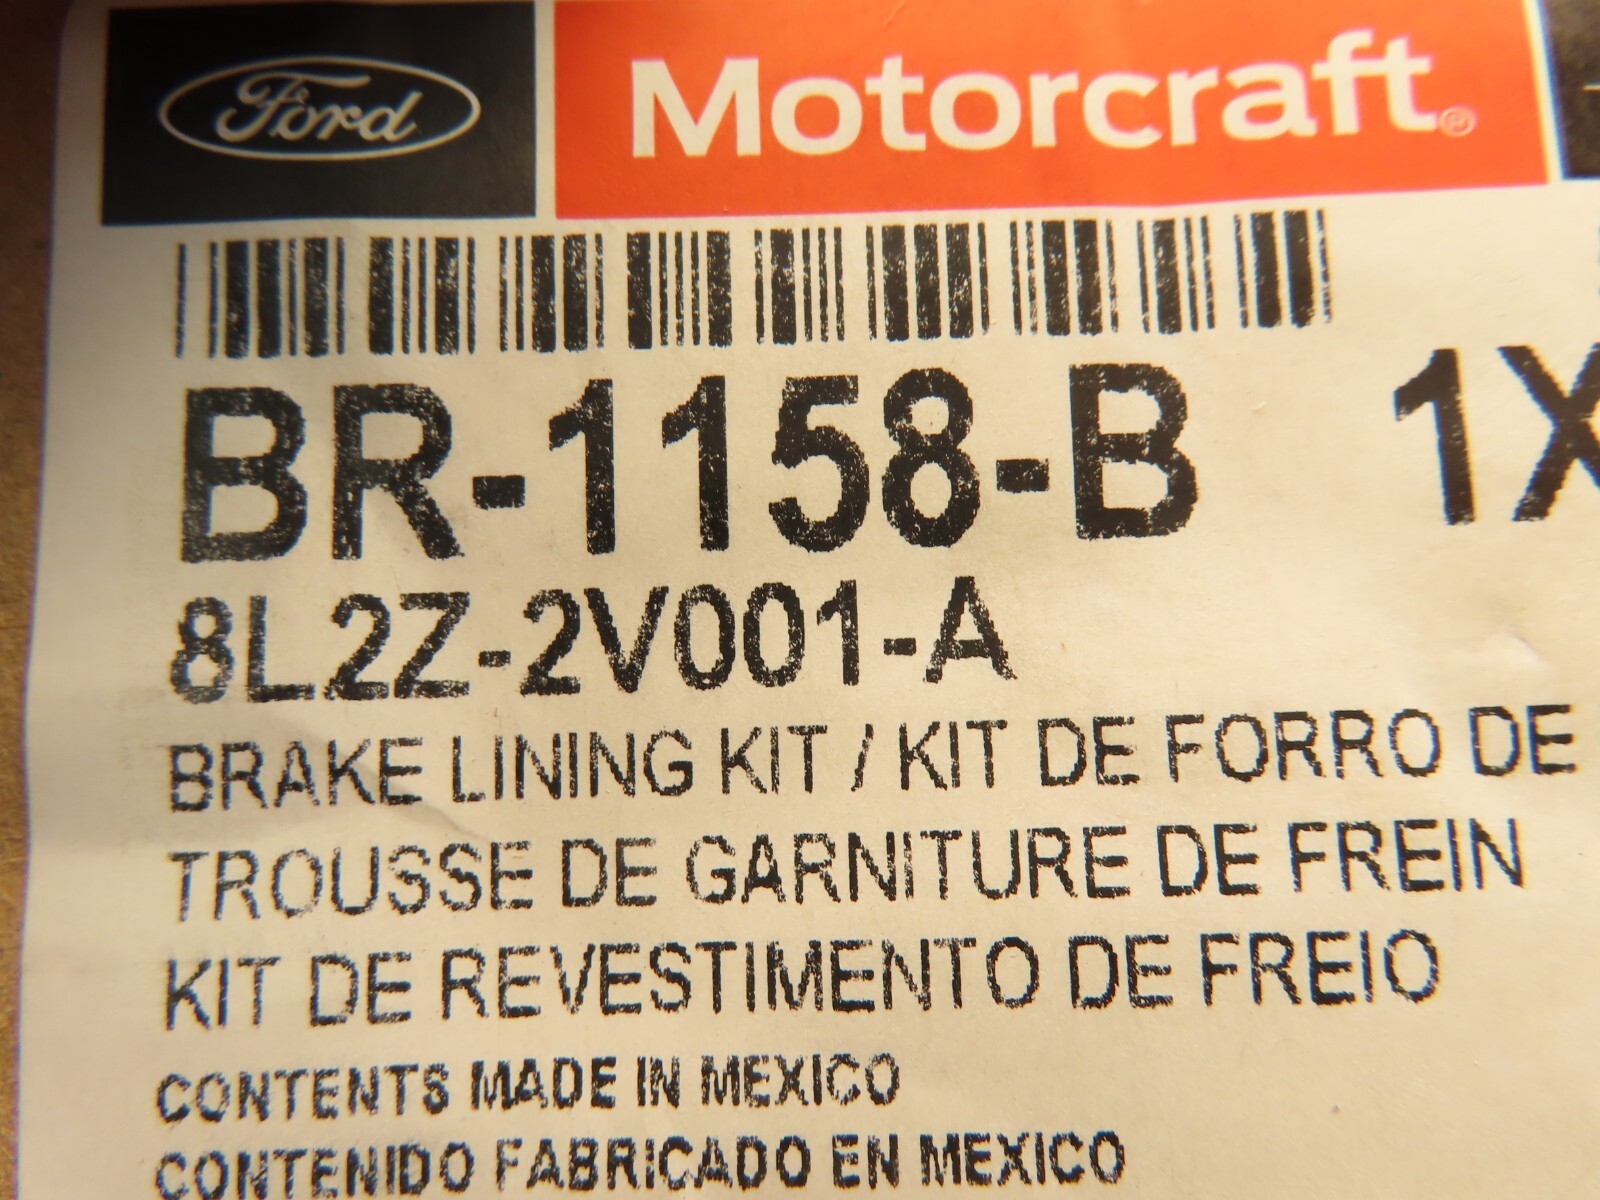 Ford Motorcraft®
BR-1158-B 1X
8L2Z-2V001-A
BRAKE LINING KIT / KIT DE FORRO DE
TROUSSE DE GARNITURE DE FREIN
KIT DE REVESTIMENTO DE FREIO
CONTENTS MADE IN MEXICO
CONTENIDO FABRICADO EN MEXICO